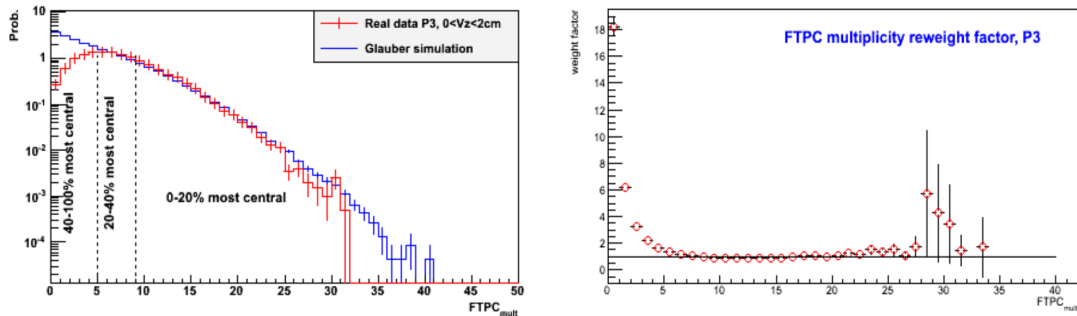 Prob.
10
1
10-1
10-2
10-3
10-4
Real data P3, 0<Vz<2cm
Glauber simulation
40-100% most central
20-40% most central
0-20% most central
0 5 10 15 20 25 30 35 40 45 50
FTPCmult
weight factor
18
16
14
12
10
8
6
4
2
0
FTPC multiplicity reweight factor, P3
0 5 10 15 20 25 30 35 40
FTPCmult